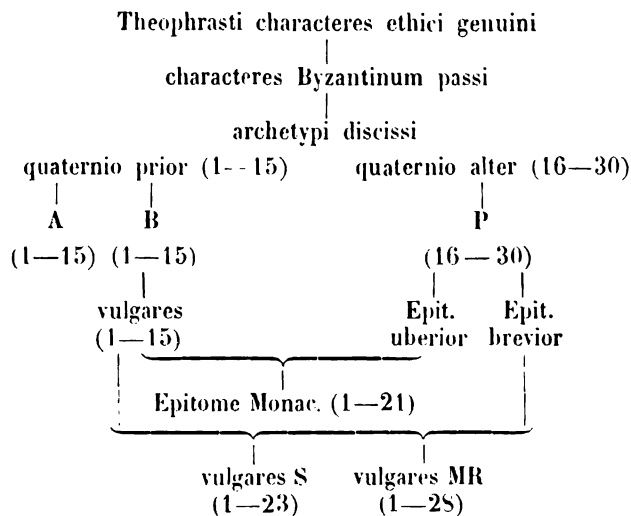 Theophrasti characteres ethici genuini
characteres Byzantinum passi
archetypi discissi
quaternio prior (1--15) quaternio alter (16—30)
A B P
(1—15) (1—15) (16—30)
vulgares Epit. Epit.
(1—15) uberior brevior
Epitome Monac. (1—21)
vulgares S vulgares MR
(1—23) (1—28)